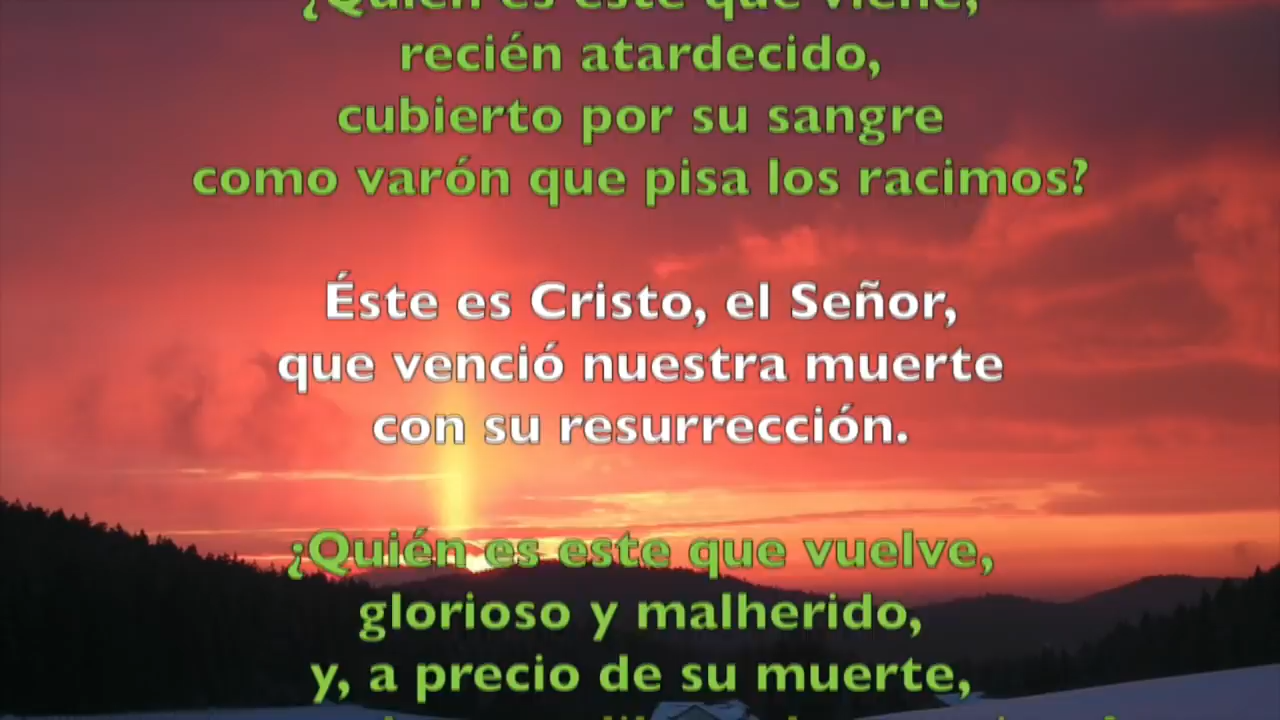 ¿Quién es este que viene,
recién atardecido,
cubierto por su sangre
como varón que pisa los racimos?
Éste es Cristo, el Señor,
que venció nuestra muerte
con su resurrección.
¿Quién es este que vuelve,
glorioso y malherido,
y, a precio de su muerte,